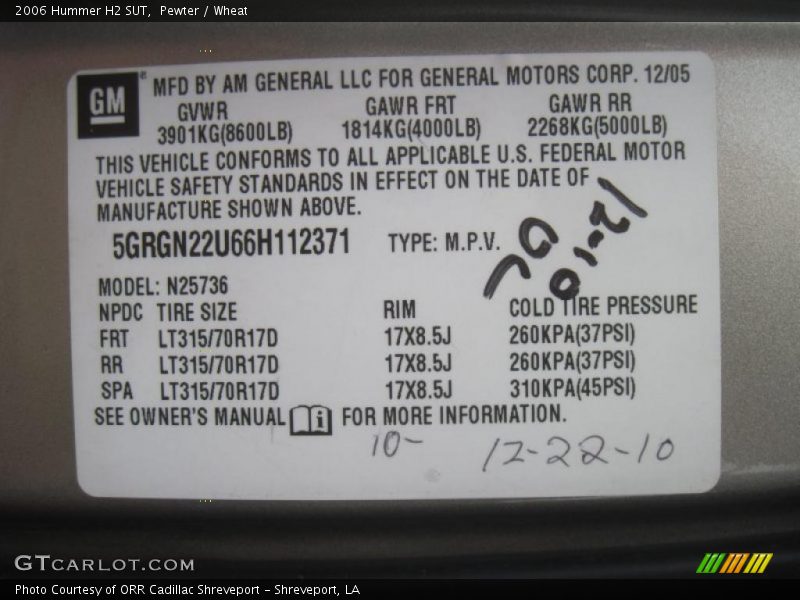 2006 Hummer H2 SUT,  Pewter / Wheat
GM
® MFD BY AM GENERAL LLC FOR GENERAL MOTORS CORP. 12/05
GVWR GAWR FRT GAWR RR
3901KG(8600LB) 1814KG(4000LB) 2268KG(5000LB)
THIS VEHICLE CONFORMS TO ALL APPLICABLE U.S. FEDERAL MOTOR
VEHICLE SAFETY STANDARDS IN EFFECT ON THE DATE OF
MANUFACTURE SHOWN ABOVE.
5GRGN22U66H112371 TYPE: M.P.V.
MODEL: N25736
NPDC TIRE SIZE RIM COLD TIRE PRESSURE
FRT LT315/70R17D 17X8.5J 260KPA(37PSI)
RR LT315/70R17D 17X8.5J 260KPA(37PSI)
SPA LT315/70R17D 17X8.5J 310KPA(45PSI)
SEE OWNER'S MANUAL i FOR MORE INFORMATION.
10- 12-22-10
GTCARLOT.COM
Photo Courtesy of ORR Cadillac Shreveport - Shreveport, LA